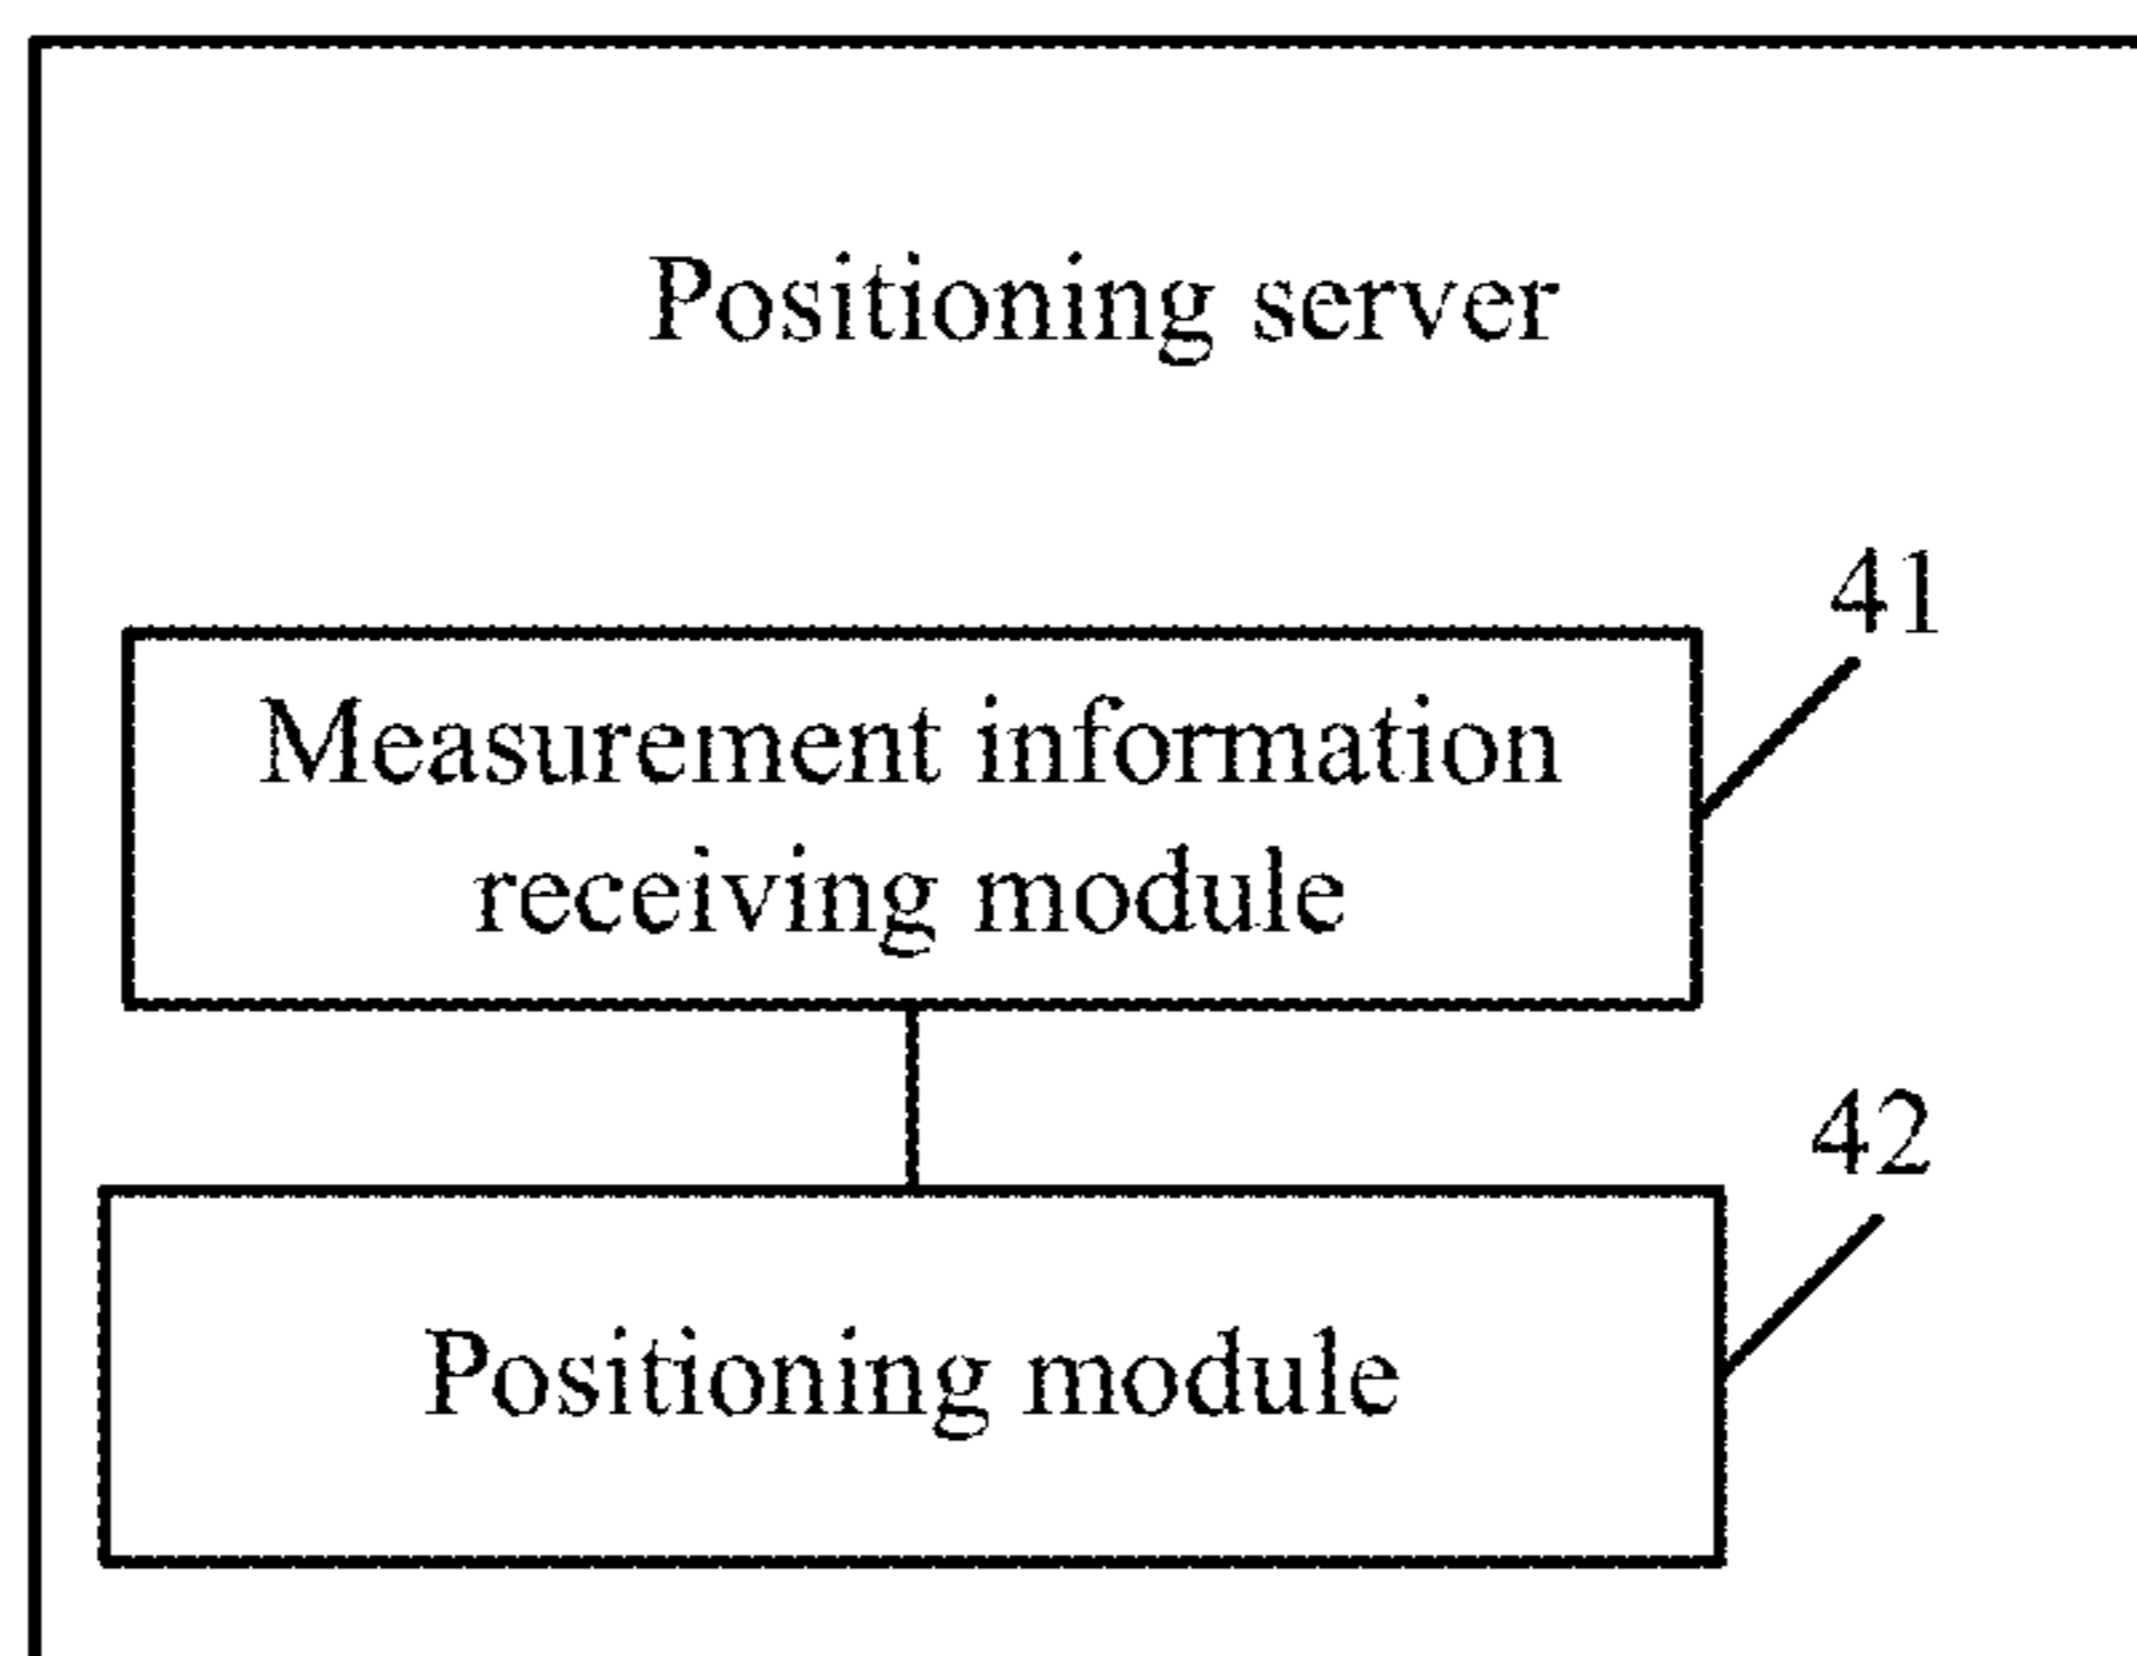 Positioning server
41
Measurement information
receiving module
42
Positioning module